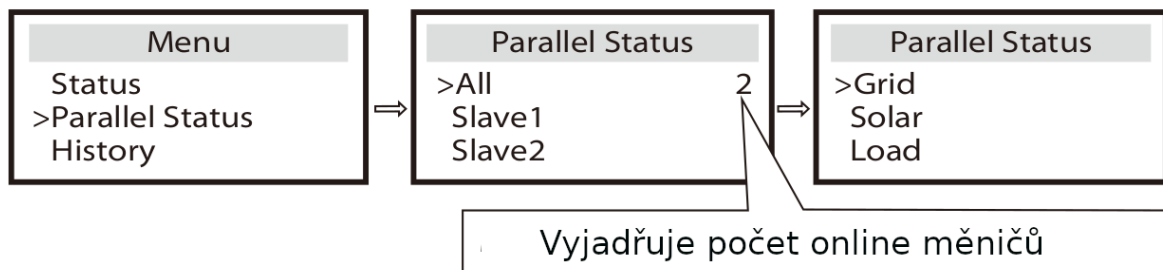 Menu
Status
>Parallel Status
History
Parallel Status
>All 2
Slave1
Slave2
Parallel Status
>Grid
Solar
Load
Vyjadřuje počet online měničů